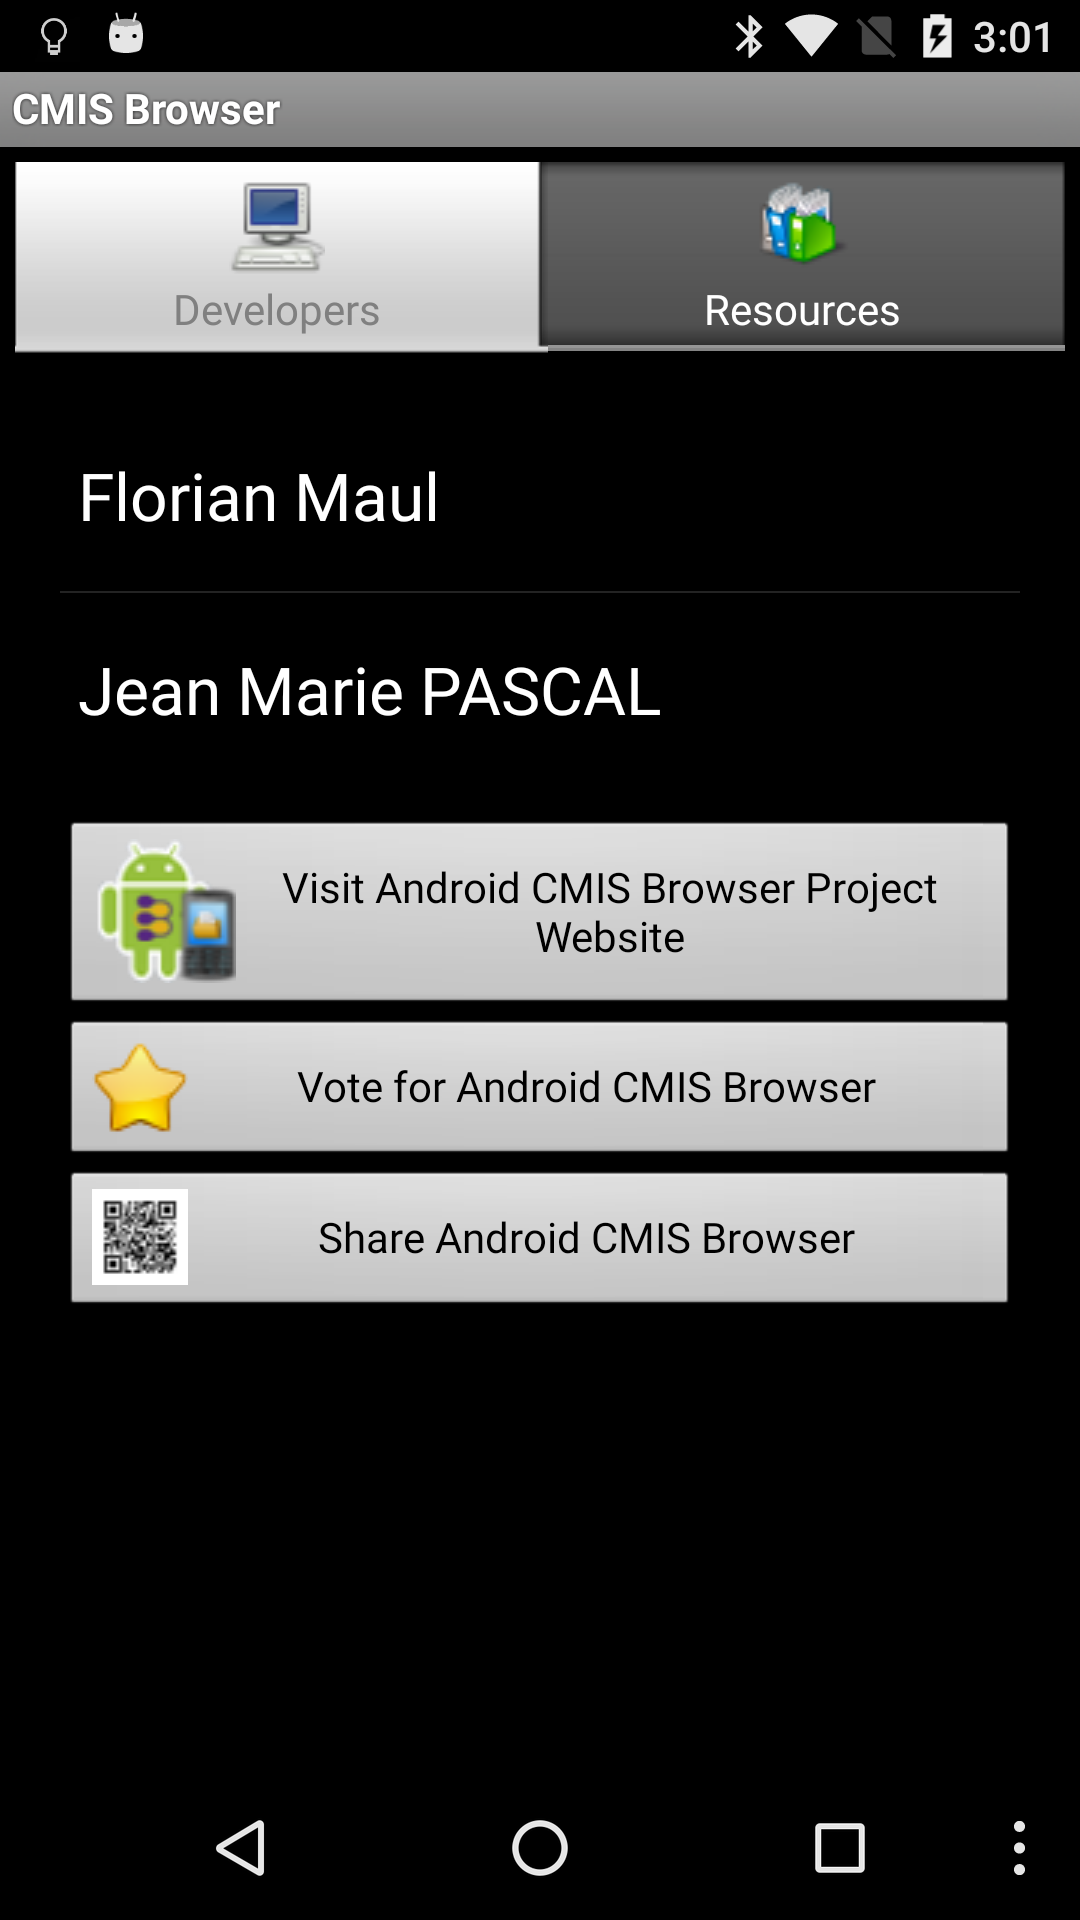 3:01
CMIS Browser
Developers
Resources
Florian Maul
Jean Marie PASCAL
Visit Android CMIS Browser Project
Website
Vote for Android CMIS Browser
Share Android CMIS Browser